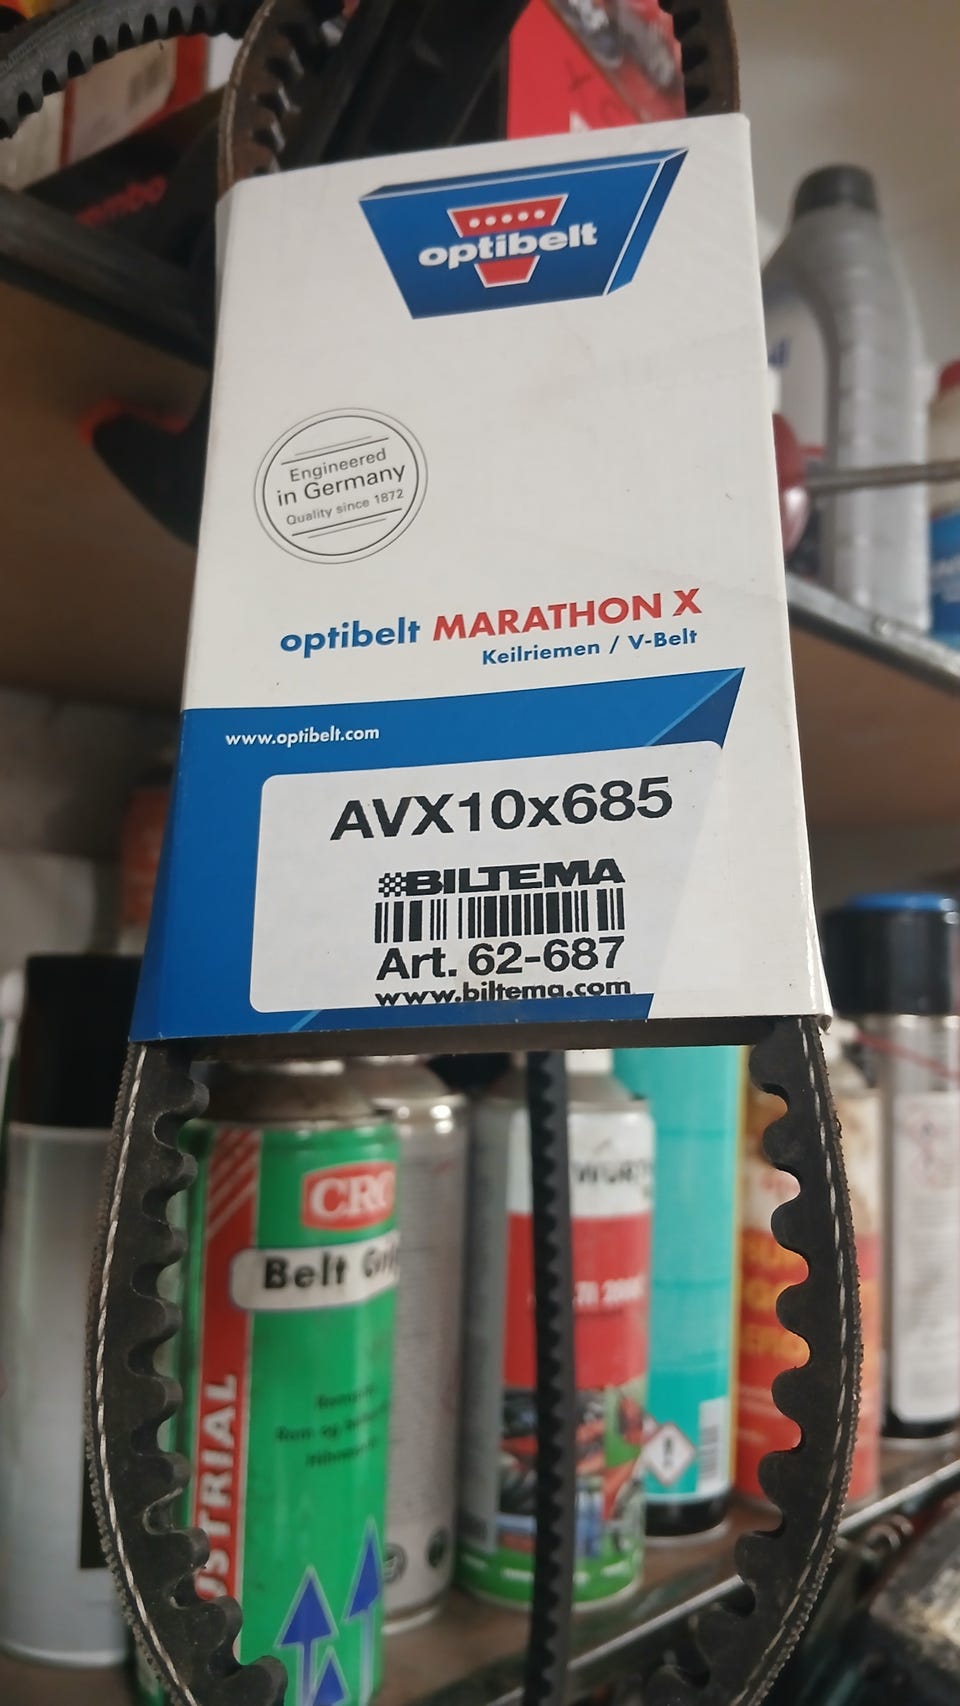 optibelt
Engineered
in Germany
Quality since 1872
optibelt MARATHON X
Keilriemen / V-Belt
www.optibelt.com
AVX10x685
BILTEMA
Art. 62-687
www.biltema.com
CRC
Belt
WÜRTH